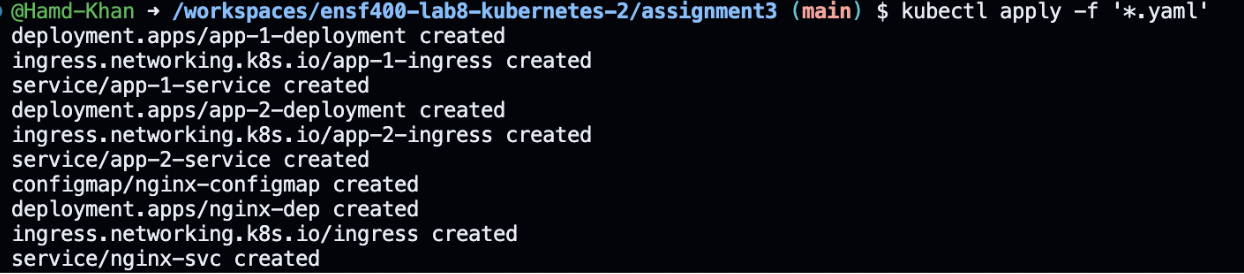 @Hamd-Khan → /workspaces/ensf400-lab8-kubernetes-2/assignment3 (main) $ kubectl apply -f '*.yaml'
deployment.apps/app-1-deployment created
ingress.networking.k8s.io/app-1-ingress created
service/app-1-service created
deployment.apps/app-2-deployment created
ingress.networking.k8s.io/app-2-ingress created
service/app-2-service created
configmap/nginx-configmap created
deployment.apps/nginx-dep created
ingress.networking.k8s.io/ingress created
service/nginx-svc created